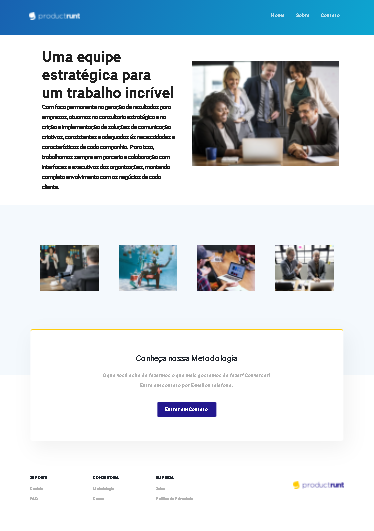 productrunt
Home Sobre Contato
Uma equipe
estratégica para
um trabalho incrível
Com foco permanente na geração de resultados para
empresas, atuamos na consultoria estratégica e na
criação e implementação de soluções de comunicação
criativas, consistentes e adequadas às necessidades e
características de cada companhia. Para isso,
trabalhamos sempre em parceria e colaboração com
interfaces e executivos das organizações, mantendo
completo envolvimento com os negócios de cada
cliente.
Conheça nossa Metodologia
O que você acha de fazermos o que mais gostamos de fazer? Conversar!
Entre em contato por Email ou telefone.
Entrar em Contato
SUPORTE CONSULTORIA EMPRESA
Contato Metodologia Sobre
FAQ Cases Política de Privacidade
productrunt